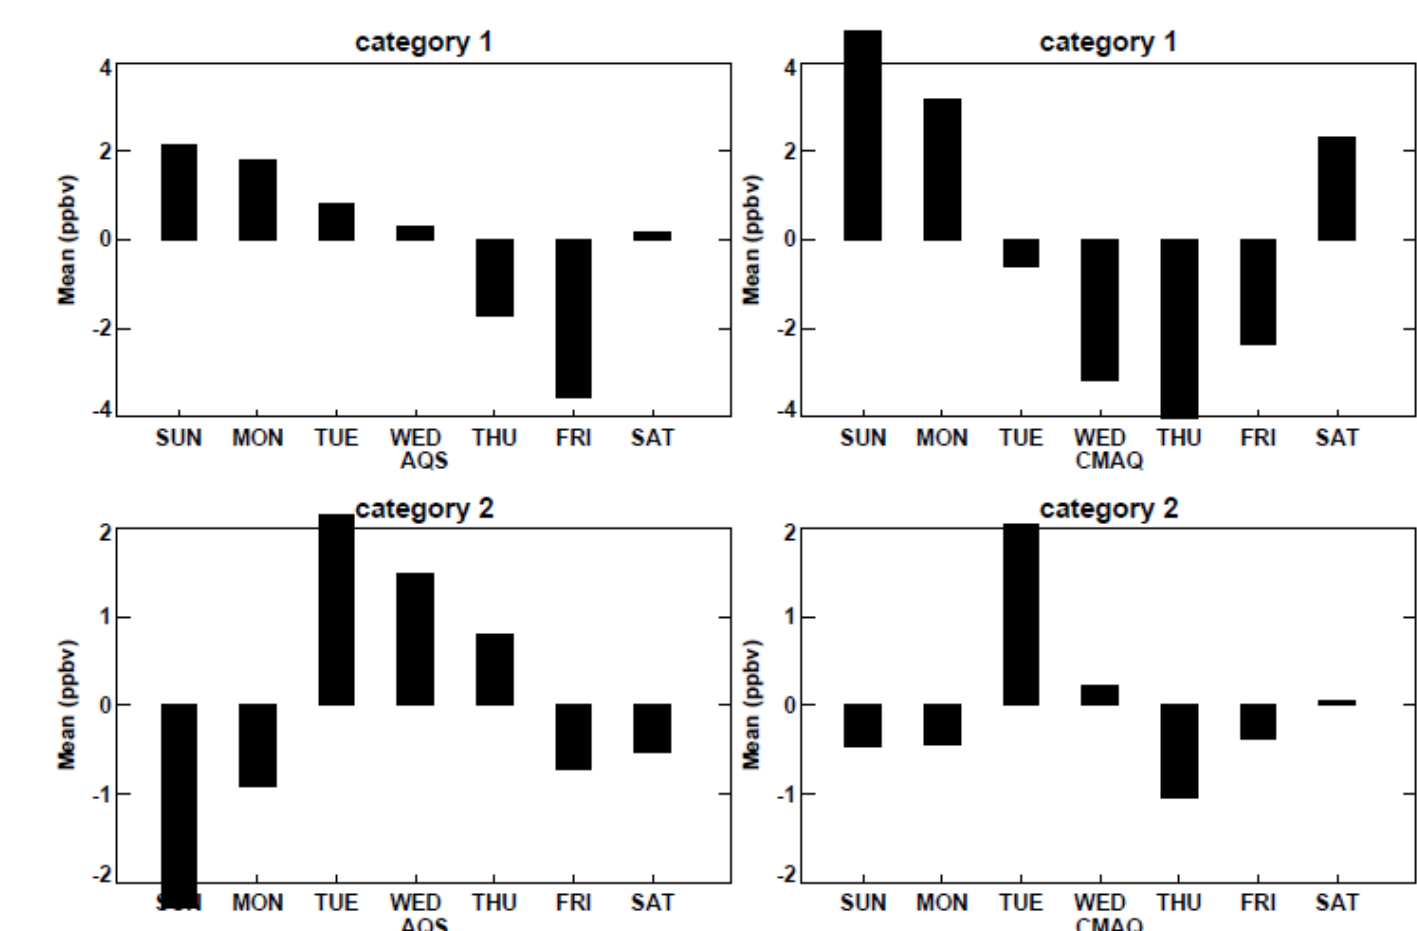 category 1
4
2
0
-2
-4
Mean (ppbv)
SUN MON TUE WED THU FRI SAT
AQS
category 1
4
2
0
-2
-4
Mean (ppbv)
SUN MON TUE WED THU FRI SAT
CMAQ
category 2
2
1
0
-1
-2
Mean (ppbv)
SUN MON TUE WED THU FRI SAT
AQS
category 2
2
1
0
-1
-2
Mean (ppbv)
SUN MON TUE WED THU FRI SAT
CMAQ